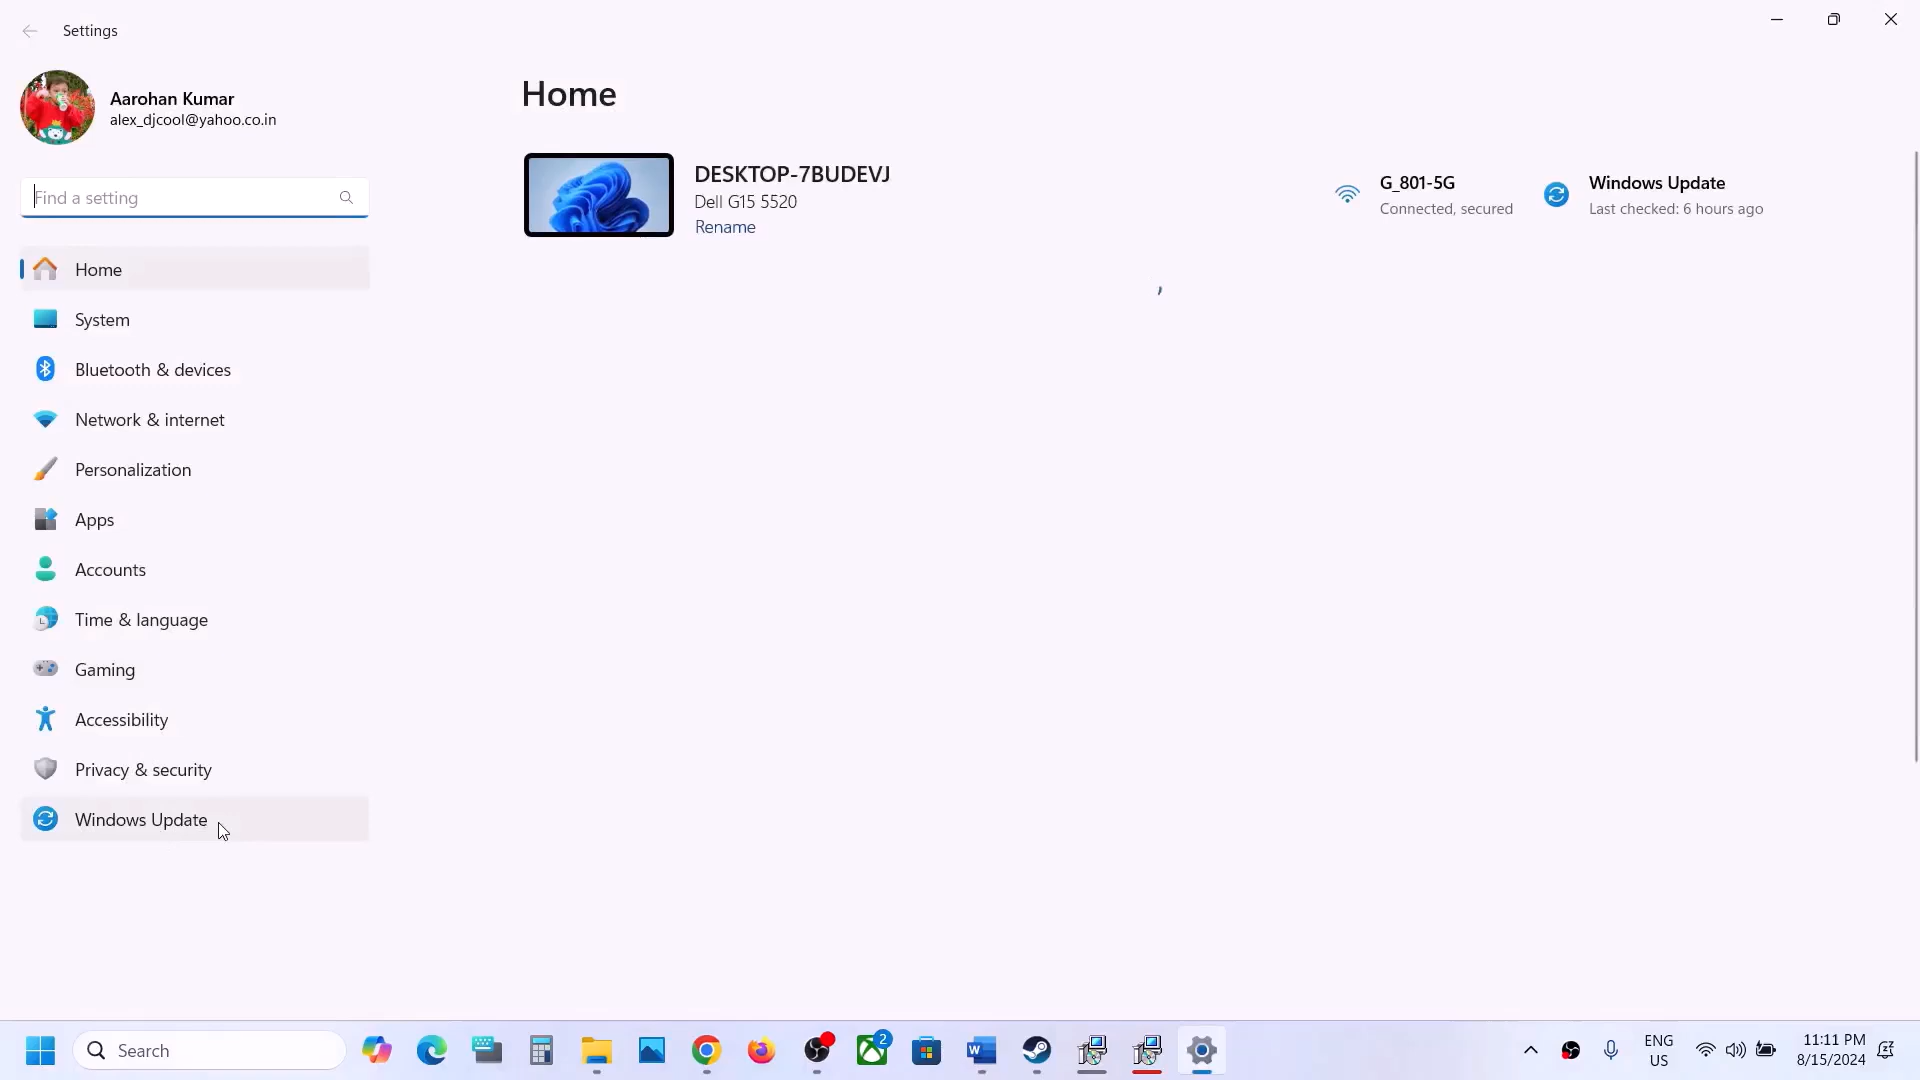 Settings
Aarohan Kumar
alex_djcool@yahoo.co.in
Find a setting
Home
System
Bluetooth & devices
Network & internet
Personalization
Apps
Accounts
Time & language
Gaming
Accessibility
Privacy & security
Windows Update
Home
DESKTOP-7BUDEVJ
Dell G15 5520
Rename
G_801-5G
Connected, secured
Windows Update
Last checked: 6 hours ago
Search
2
ENG
US
11:11 PM
8/15/2024